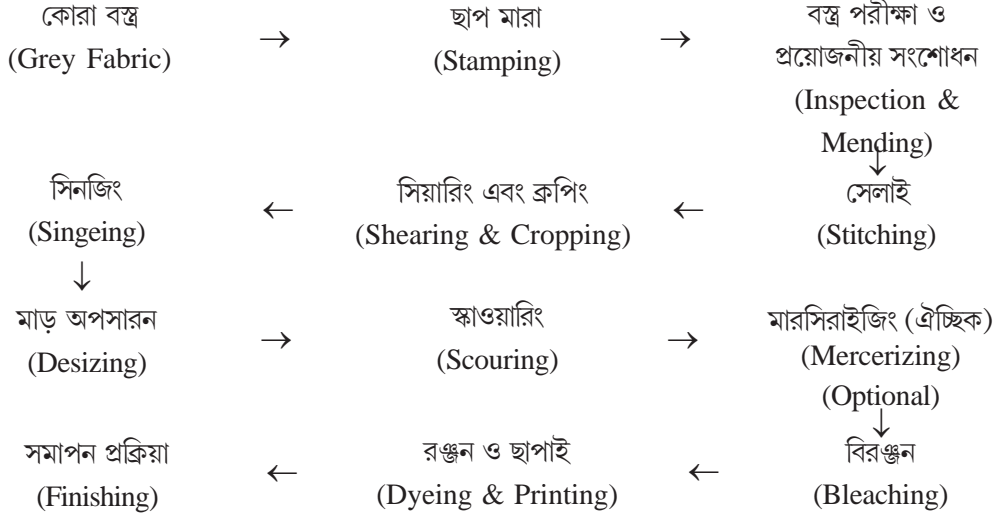 কোরা বস্ত্র → ছাপ মারা → বস্ত্র পরীক্ষা ও
(Grey Fabric) (Stamping) প্রয়োজনীয় সংশোধন
(Inspection &
Mending)
↓
সিনজিং ← সিয়ারিং এবং ক্রপিং ← সেলাই
(Singeing) (Shearing & Cropping) (Stitching)
↓
মাড় অপসারন → স্কাওয়ারিং → মারসিরাইজিং (ঐচ্ছিক)
(Desizing) (Scouring) (Mercerizing)
(Optional)
↓
সমাপন প্রক্রিয়া ← রঞ্জন ও ছাপাই ← বিরঞ্জন
(Finishing) (Dyeing & Printing) (Bleaching)